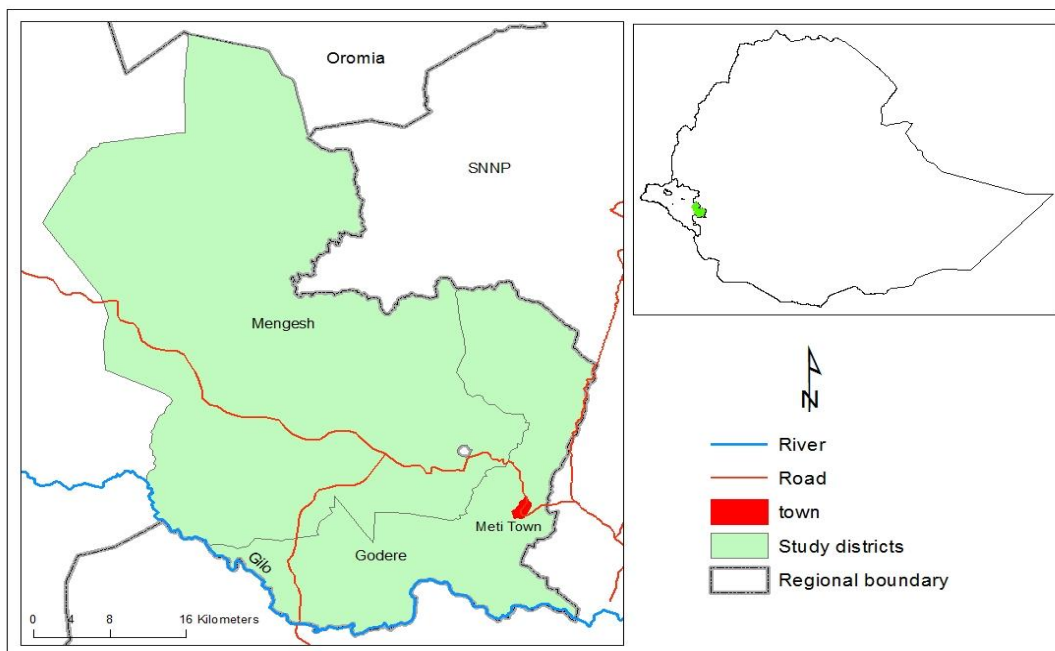 Oromia
SNNP
Mengesh
Meti Town
Godere
Gilo
0 4 8 16 Kilometers
N
River
Road
town
Study districts
Regional boundary